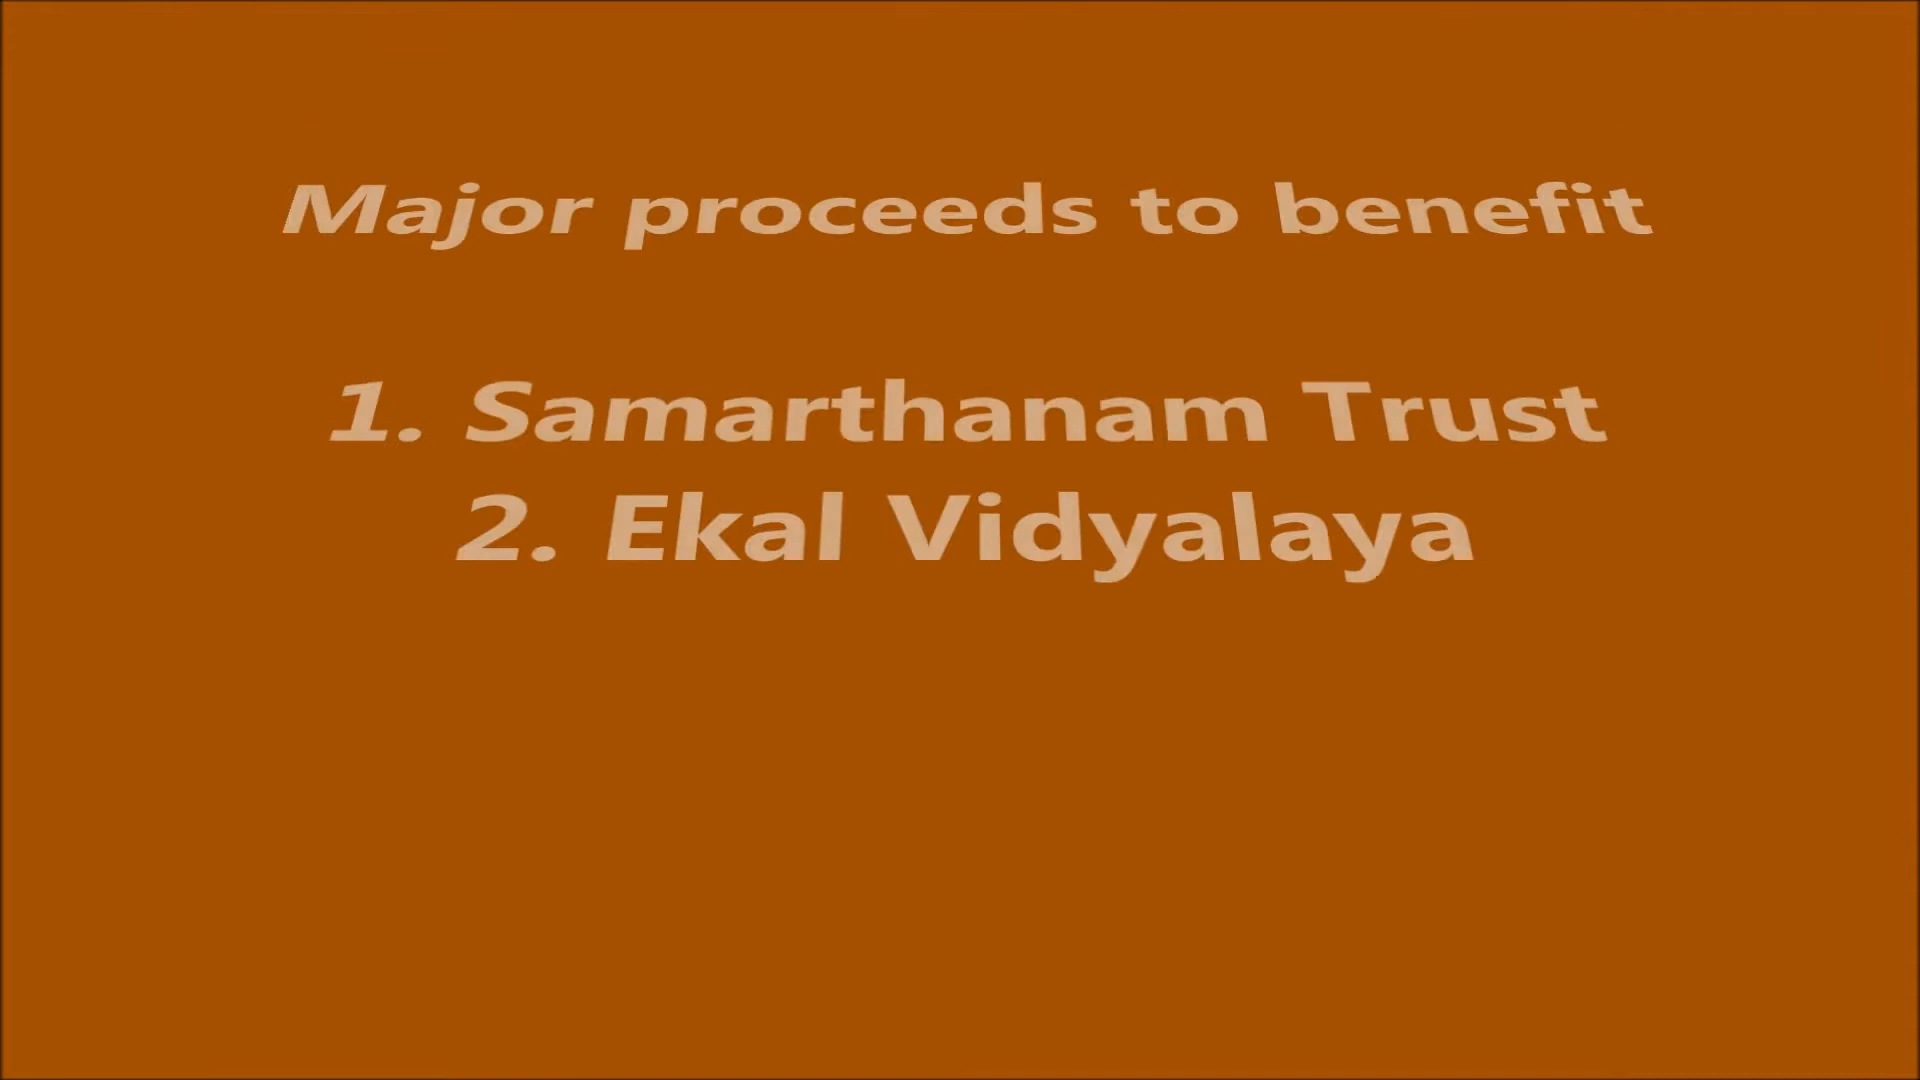 Major proceeds to benefit
1. Samarthanam Trust
2. Ekal Vidyalaya